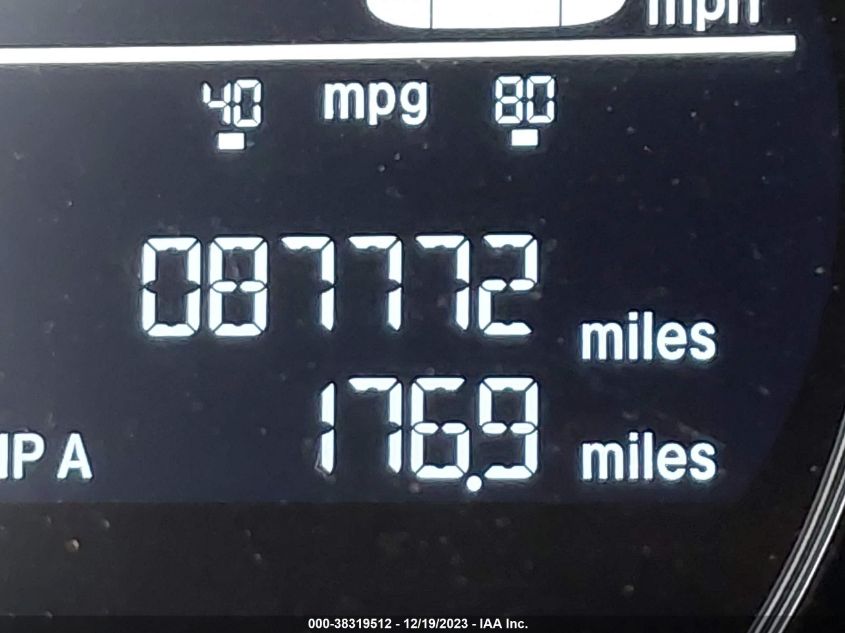 mph
40 mpg 80
087772 miles
IP A 176.9 miles
000-38319512 - 12/19/2023 - IAA Inc.